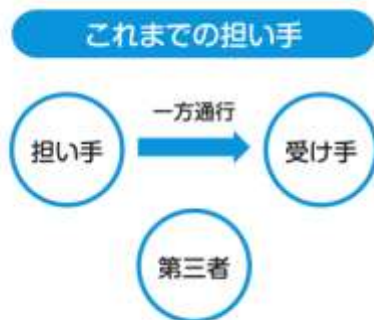 これまでの担い手
一方通行
担い手
受け手
第三者